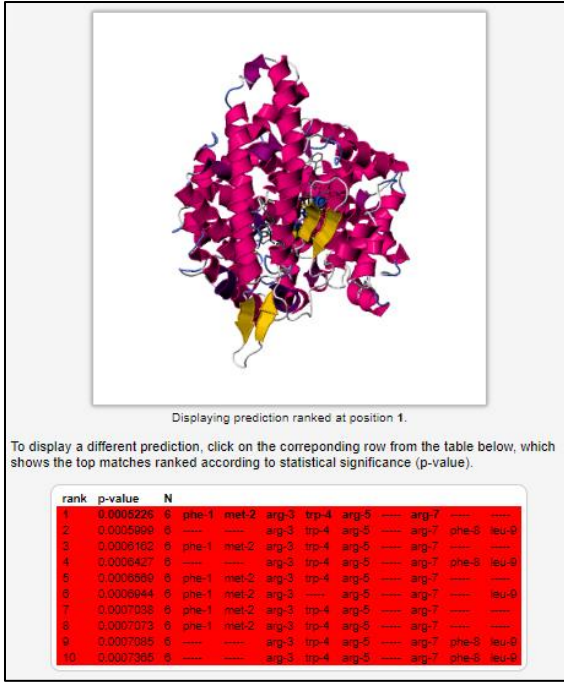 Displaying prediction ranked at position 1.
To display a different prediction, click on the correponding row from the table below, which
shows the top matches ranked according to statistical significance (p-value).
rank p-value N
1 0.0005226 6 phe-1 met-2 arg-3 trp-4 arg-5 ----- arg-7 ----- -----
2 0.0005999 6 ----- ----- arg-3 trp-4 arg-5 ----- arg-7 phe-8 leu-9
3 0.0006162 6 phe-1 met-2 arg-3 trp-4 arg-5 ----- arg-7 ----- -----
4 0.0006427 6 ----- ----- arg-3 trp-4 arg-5 ----- arg-7 phe-8 leu-9
5 6 phe-1 met-2 arg-3 trp-4 arg-5 ----- arg-7 ----- -----
6 0.0006944 6 phe-1 met-2 arg-3 ----- arg-5 ----- arg-7 ----- leu-9
7 0.0007038 6 phe-1 met-2 arg-3 trp-4 arg-5 ----- arg-7 ----- -----
8 0.0007073 6 phe-1 met-2 arg-3 trp-4 arg-5 ----- arg-7 ----- -----
9 0.0007085 6 ----- ----- arg-3 trp-4 arg-5 ----- arg-7 phe-8 leu-9
10 0.0007365 6 ----- ----- arg-3 trp-4 arg-5 ----- arg-7 phe-8 leu-9